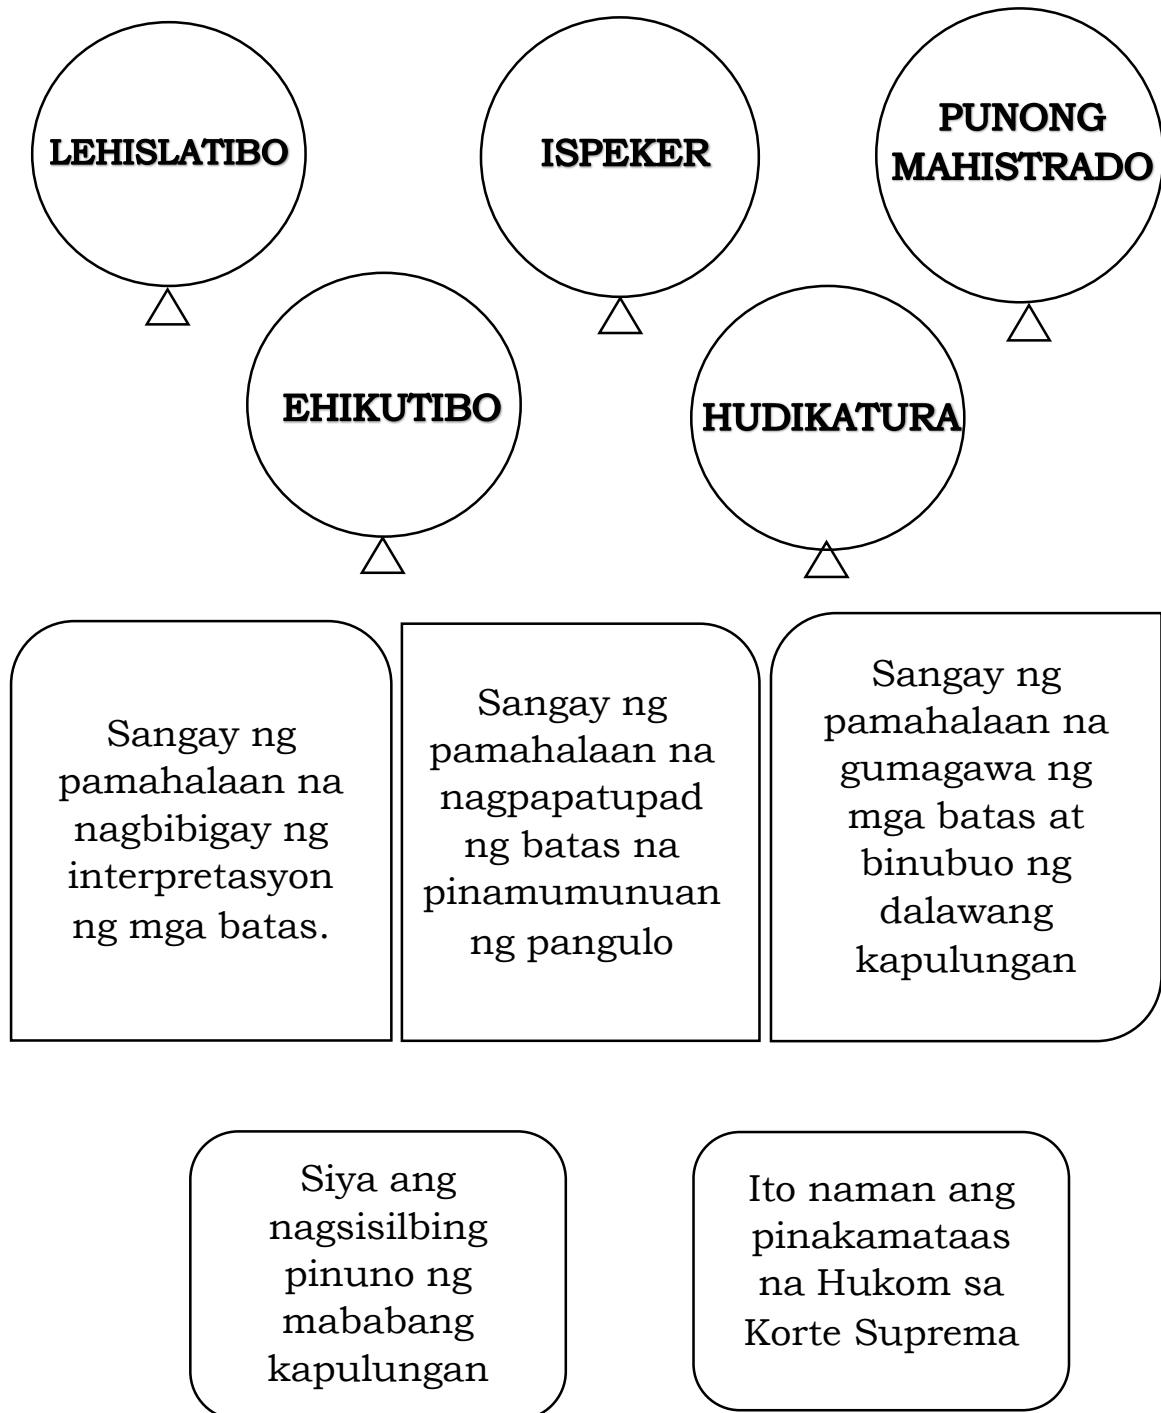 LEHISLATIBO
ISPEKER
PUNONG
MAHISTRADO
EHIKUTIBO
HUDIKATURA
Sangay ng
pamahalaan na
nagbibigay ng
interpretasyon
ng mga batas.
Sangay ng
pamahalaan na
nagpapatupad
ng batas na
pinamumunuan
ng pangulo
Sangay ng
pamahalaan na
gumagawa ng
mga batas at
binubuo ng
dalawang
kapulungan
Siya ang
nagsisilbing
pinuno ng
mababang
kapulungan
Ito naman ang
pinakamataas
na Hukom sa
Korte Suprema